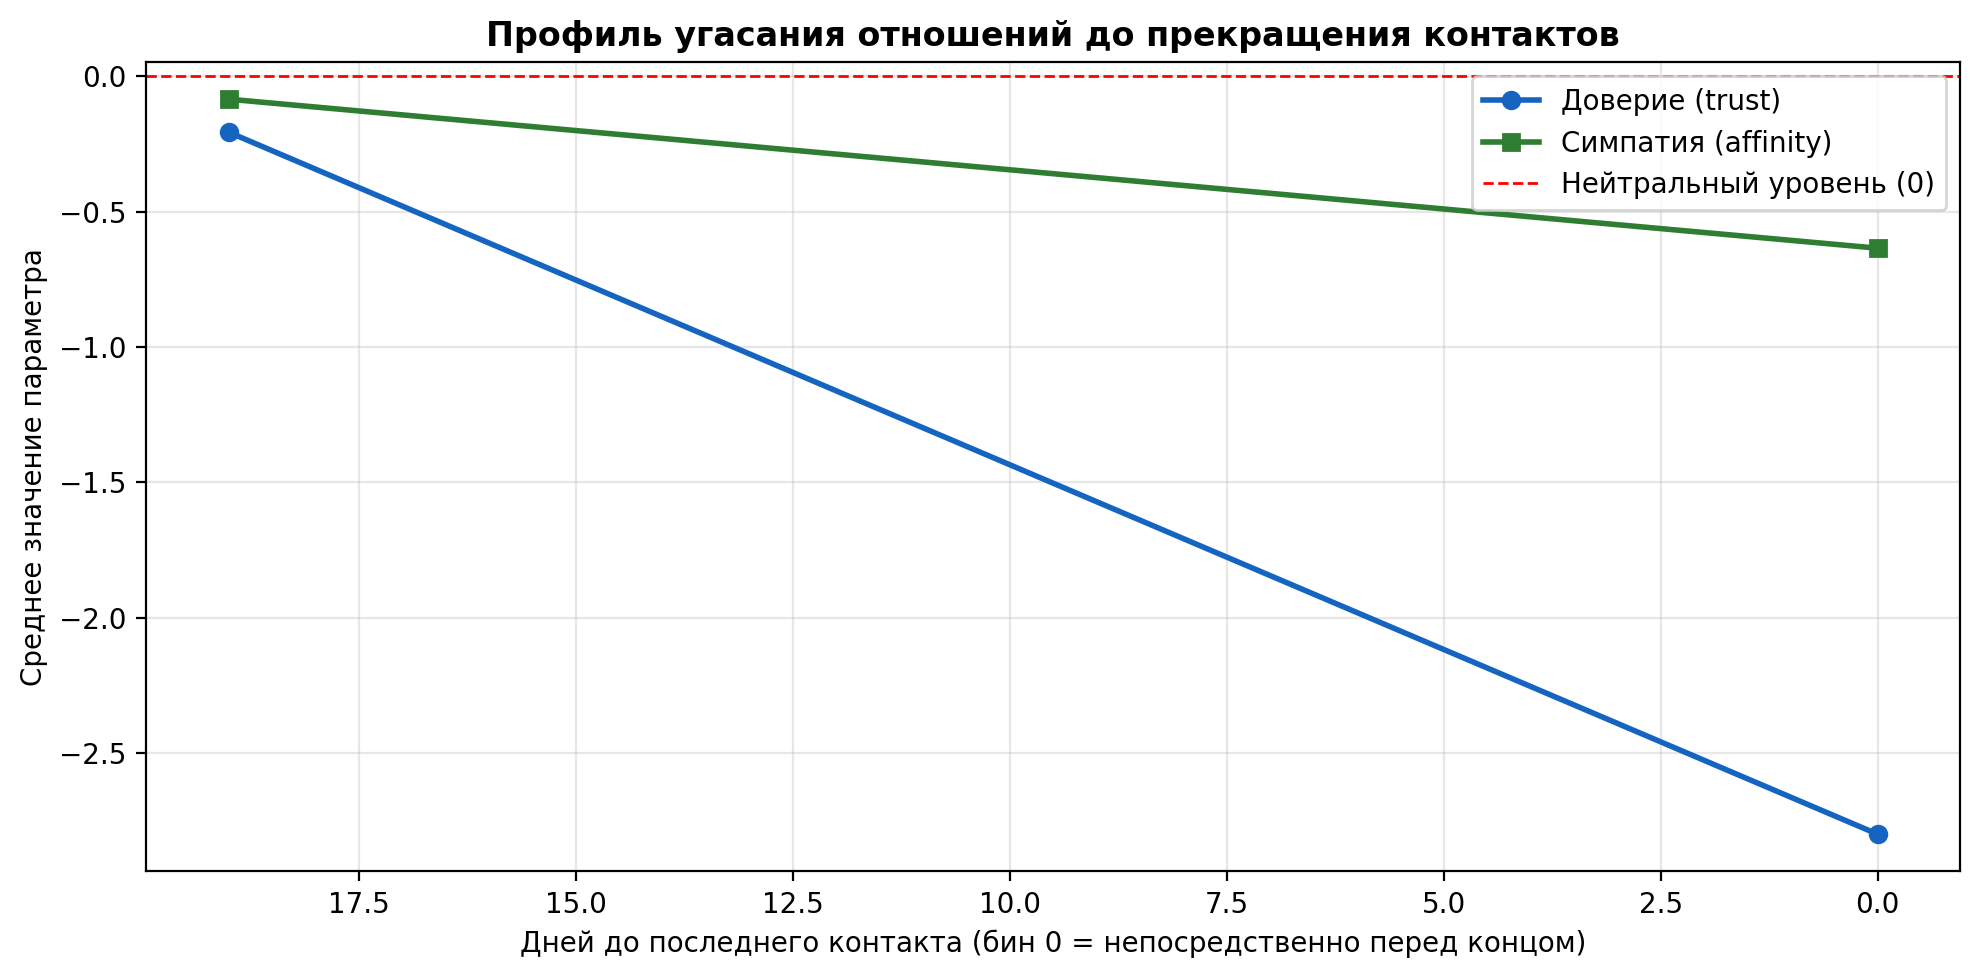 Профиль угасания отношений до прекращения контактов
Среднее значение параметра
0.0
−0.5
−1.0
−1.5
−2.0
−2.5
Доверие (trust)
Симпатия (affinity)
Нейтральный уровень (0)
17.5 15.0 12.5 10.0 7.5 5.0 2.5 0.0
Дней до последнего контакта (бин 0 = непосредственно перед концом)